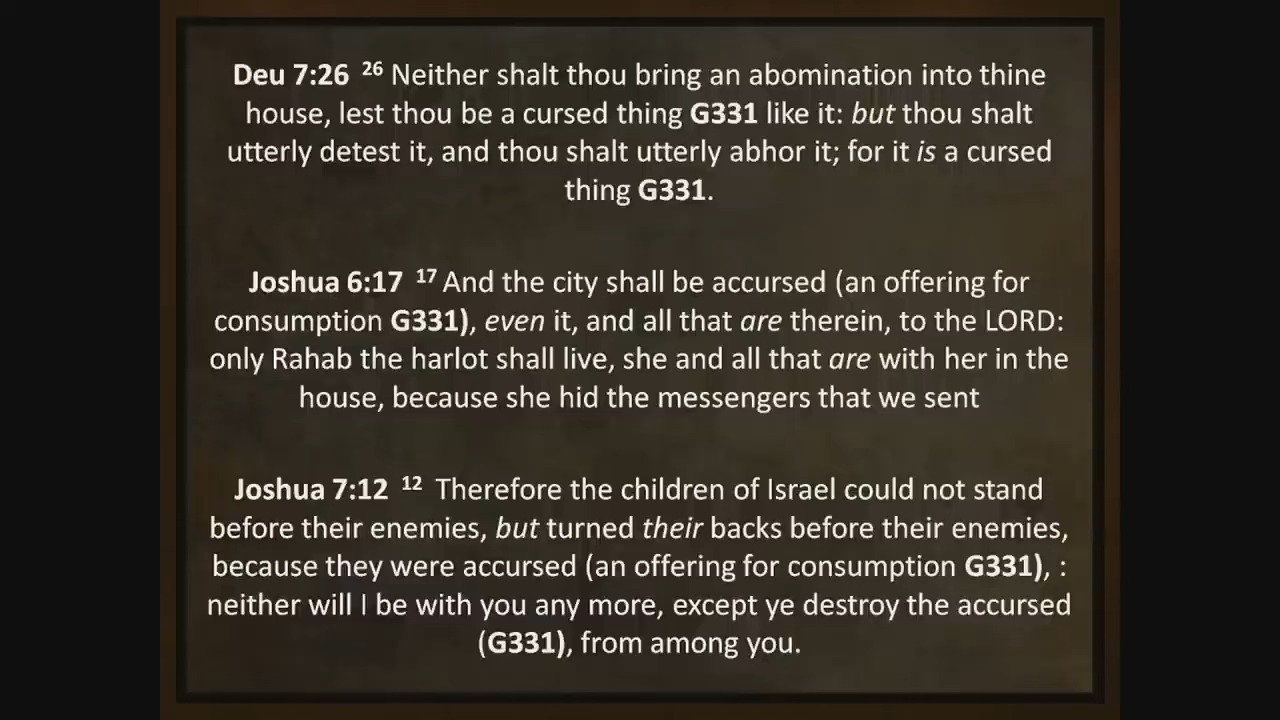 Deu 7:26 26 Neither shalt thou bring an abomination into thine
house, lest thou be a cursed thing G331 like it: but thou shalt
utterly detest it, and thou shalt utterly abhor it; for it is a cursed
thing G331.
Joshua 6:17 17 And the city shall be accursed (an offering for
consumption G331), even it, and all that are therein, to the LORD:
only Rahab the harlot shall live, she and all that are with her in the
house, because she hid the messengers that we sent
Joshua 7:12 12 Therefore the children of Israel could not stand
before their enemies, but turned their backs before their enemies,
because they were accursed (an offering for consumption G331), :
neither will I be with you any more, except ye destroy the accursed
(G331), from among you.